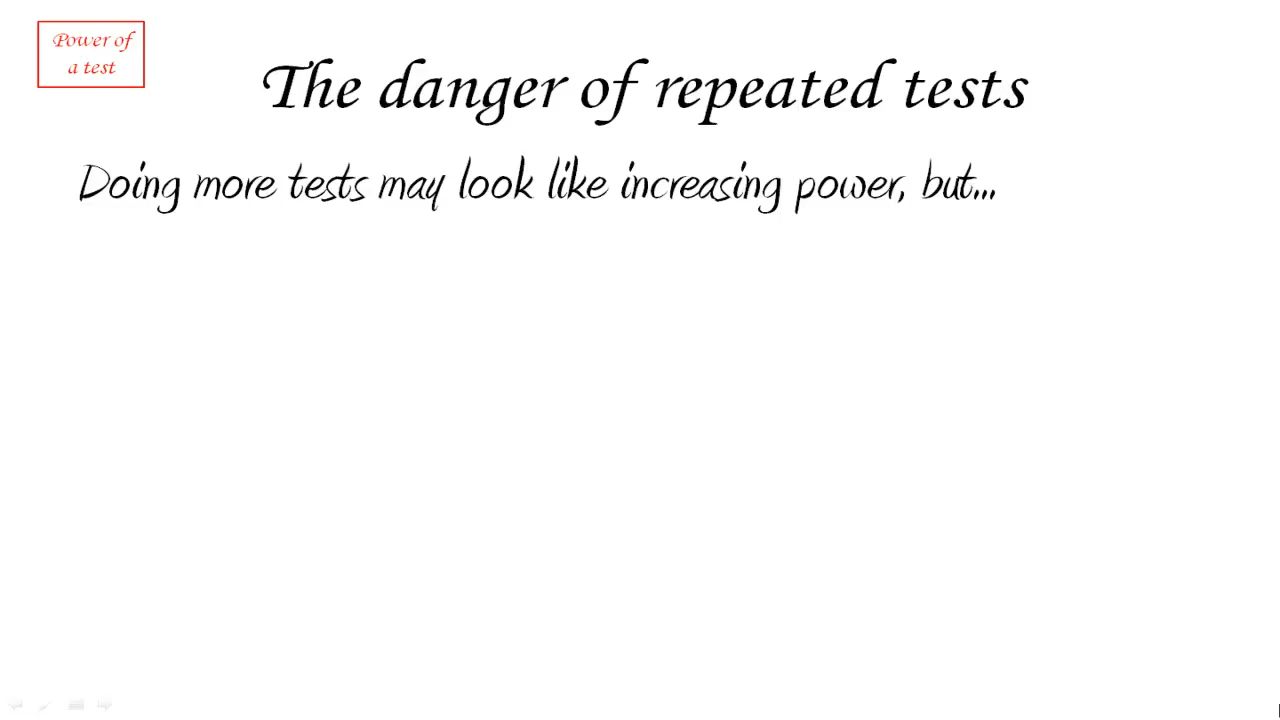 Power of
a test
The danger of repeated tests
Doing more tests may look like increasing power, but...